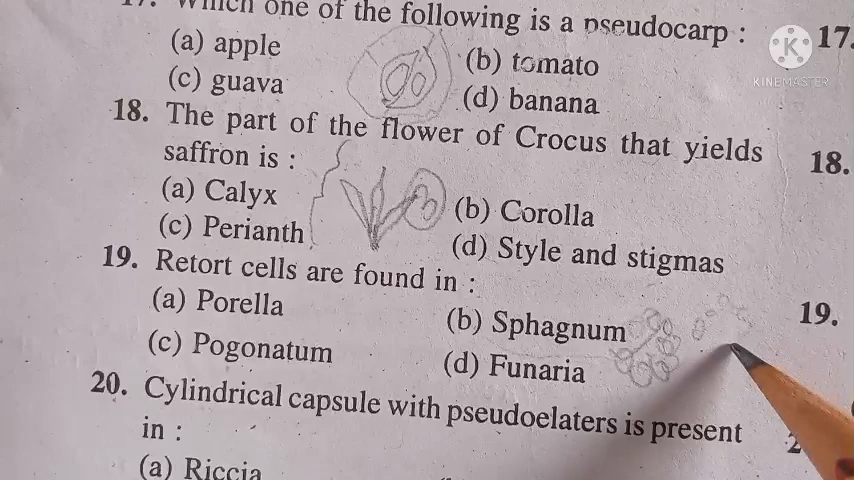 17. Which one of the following is a pseudocarp : 17.
(a) apple (b) tomato
(c) guava (d) banana
K
KINEMASTER
18. The part of the flower of Crocus that yields 18.
saffron is :
(a) Calyx (b) Corolla
(c) Perianth (d) Style and stigmas
19. Retort cells are found in : 19.
(a) Porella (b) Sphagnum
(c) Pogonatum (d) Funaria
20. Cylindrical capsule with pseudoelaters is present
in :
(a) Riccia